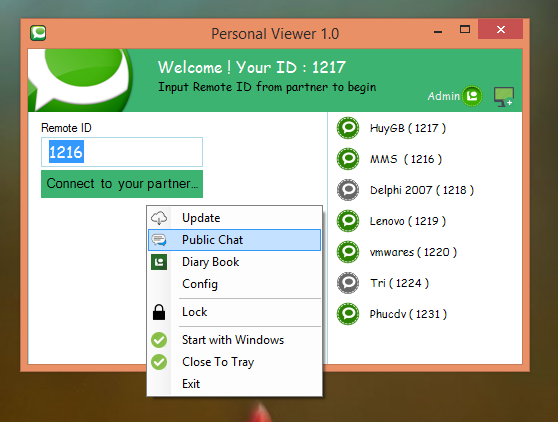 Personal Viewer 1.0
Welcome ! Your ID : 1217
Input Remote ID from partner to begin
Admin
Remote ID
1216
Connect to your partner...
HuyGB ( 1217 )
MMS ( 1216 )
Delphi 2007 ( 1218 )
Lenovo ( 1219 )
vmwares ( 1220 )
Tri ( 1224 )
Phucdv ( 1231 )
Update
Public Chat
Diary Book
Config
Lock
Start with Windows
Close To Tray
Exit